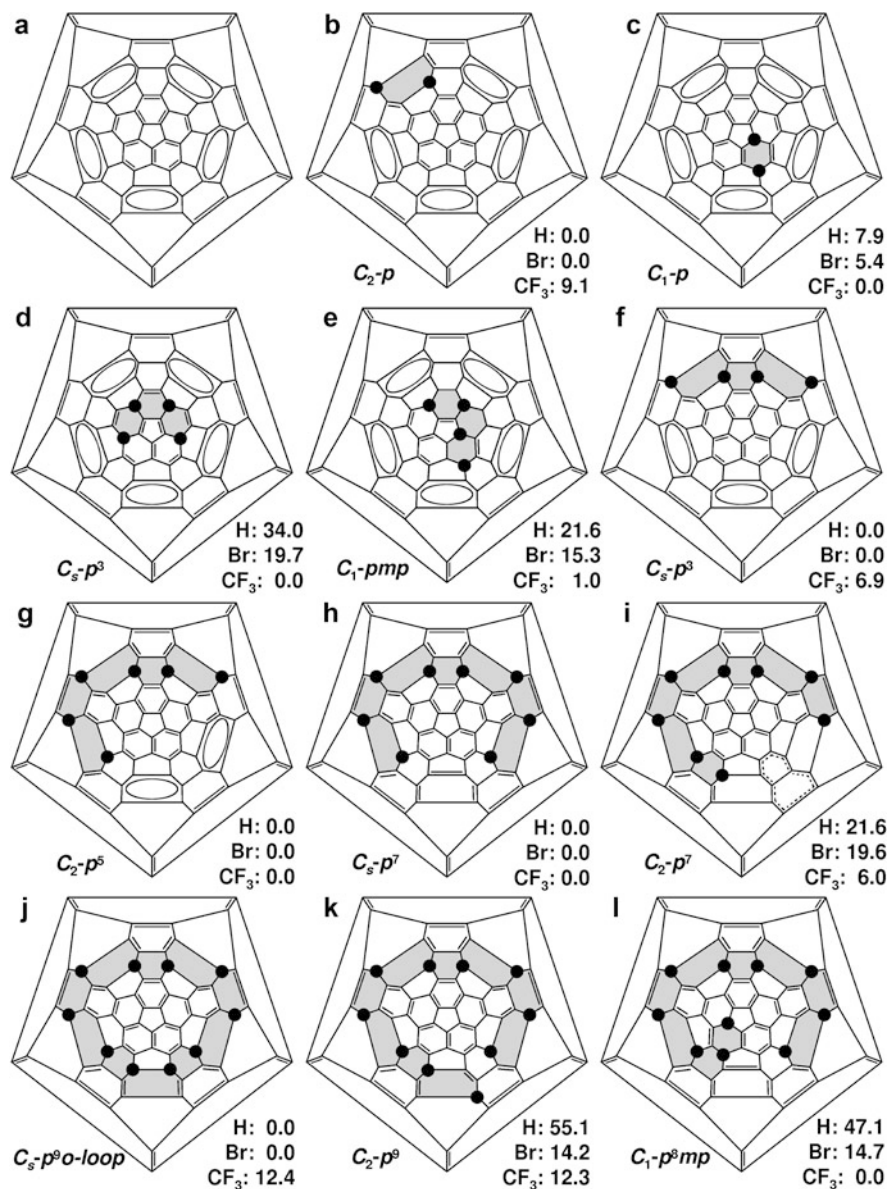 a
b
c
C₂-p
H: 0.0
Br: 0.0
CF₃: 9.1
C₁-p
H: 7.9
Br: 5.4
CF₃: 0.0
d
e
f
Cₛ-p³
H: 34.0
Br: 19.7
CF₃: 0.0
C₁-pmp
H: 21.6
Br: 15.3
CF₃: 1.0
Cₛ-p³
H: 0.0
Br: 0.0
CF₃: 6.9
g
h
i
C₂-p⁵
H: 0.0
Br: 0.0
CF₃: 0.0
Cₛ-p⁷
H: 0.0
Br: 0.0
CF₃: 0.0
C₂-p⁷
H: 21.6
Br: 19.6
CF₃: 6.0
j
k
l
Cₛ-p⁹o-loop
H: 0.0
Br: 0.0
CF₃: 12.4
C₂-p⁹
H: 55.1
Br: 14.2
CF₃: 12.3
C₁-p⁸mp
H: 47.1
Br: 14.7
CF₃: 0.0